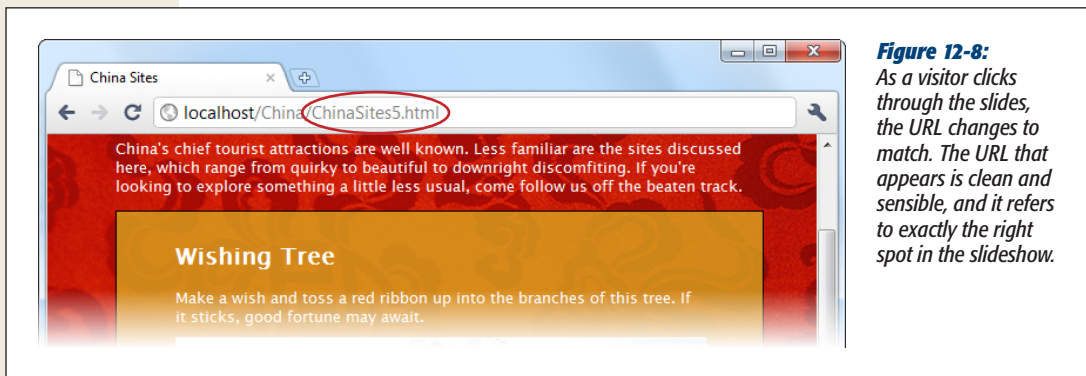 China Sites
localhost/China/ChinaSites5.html
China's chief tourist attractions are well known. Less familiar are the sites discussed
here, which range from quirky to beautiful to downright discomfiting. If you're
looking to explore something a little less usual, come follow us off the beaten track.
Wishing Tree
Make a wish and toss a red ribbon up into the branches of this tree. If
it sticks, good fortune may await.
Figure 12-8:
As a visitor clicks
through the slides,
the URL changes to
match. The URL that
appears is clean and
sensible, and it refers
to exactly the right
spot in the slideshow.